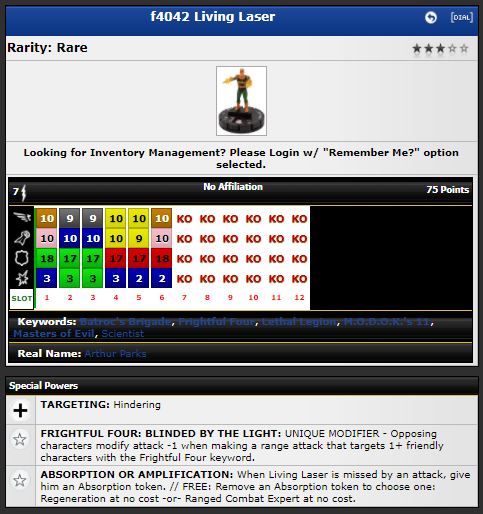 f4042 Living Laser
[DIAL]
Rarity: Rare
Looking for Inventory Management? Please Login w/ "Remember Me?" option
selected.
7 No Affiliation 75 Points
10 9 9 10 10 10 KO KO KO KO KO KO
10 10 10 10 9 10 KO KO KO KO KO KO
18 17 17 17 17 18 KO KO KO KO KO KO
3 3 3 3 2 2 KO KO KO KO KO KO
SLOT 1 2 3 4 5 6 7 8 9 10 11 12
Keywords: Batroc's Brigade, Frightful Four, Lethal Legion, M.O.D.O.K.'s 11,
Masters of Evil, Scientist
Real Name: Arthur Parks
Special Powers
TARGETING: Hindering
FRIGHTFUL FOUR: BLINDED BY THE LIGHT: UNIQUE MODIFIER - Opposing
characters modify attack -1 when making a range attack that targets 1+ friendly
characters with the Frightful Four keyword.
ABSORPTION OR AMPLIFICATION: When Living Laser is missed by an attack, give
him an Absorption token. // FREE: Remove an Absorption token to choose one:
Regeneration at no cost -or- Ranged Combat Expert at no cost.